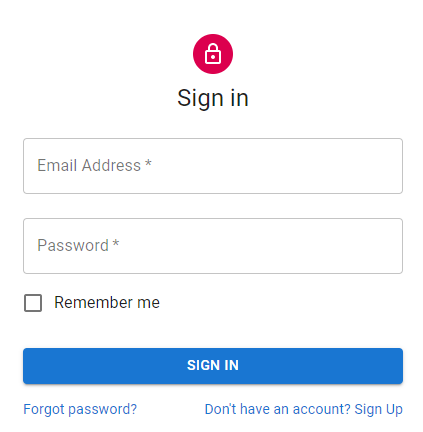 Sign in
Email Address *
Password *
Remember me
SIGN IN
Forgot password?
Don't have an account? Sign Up